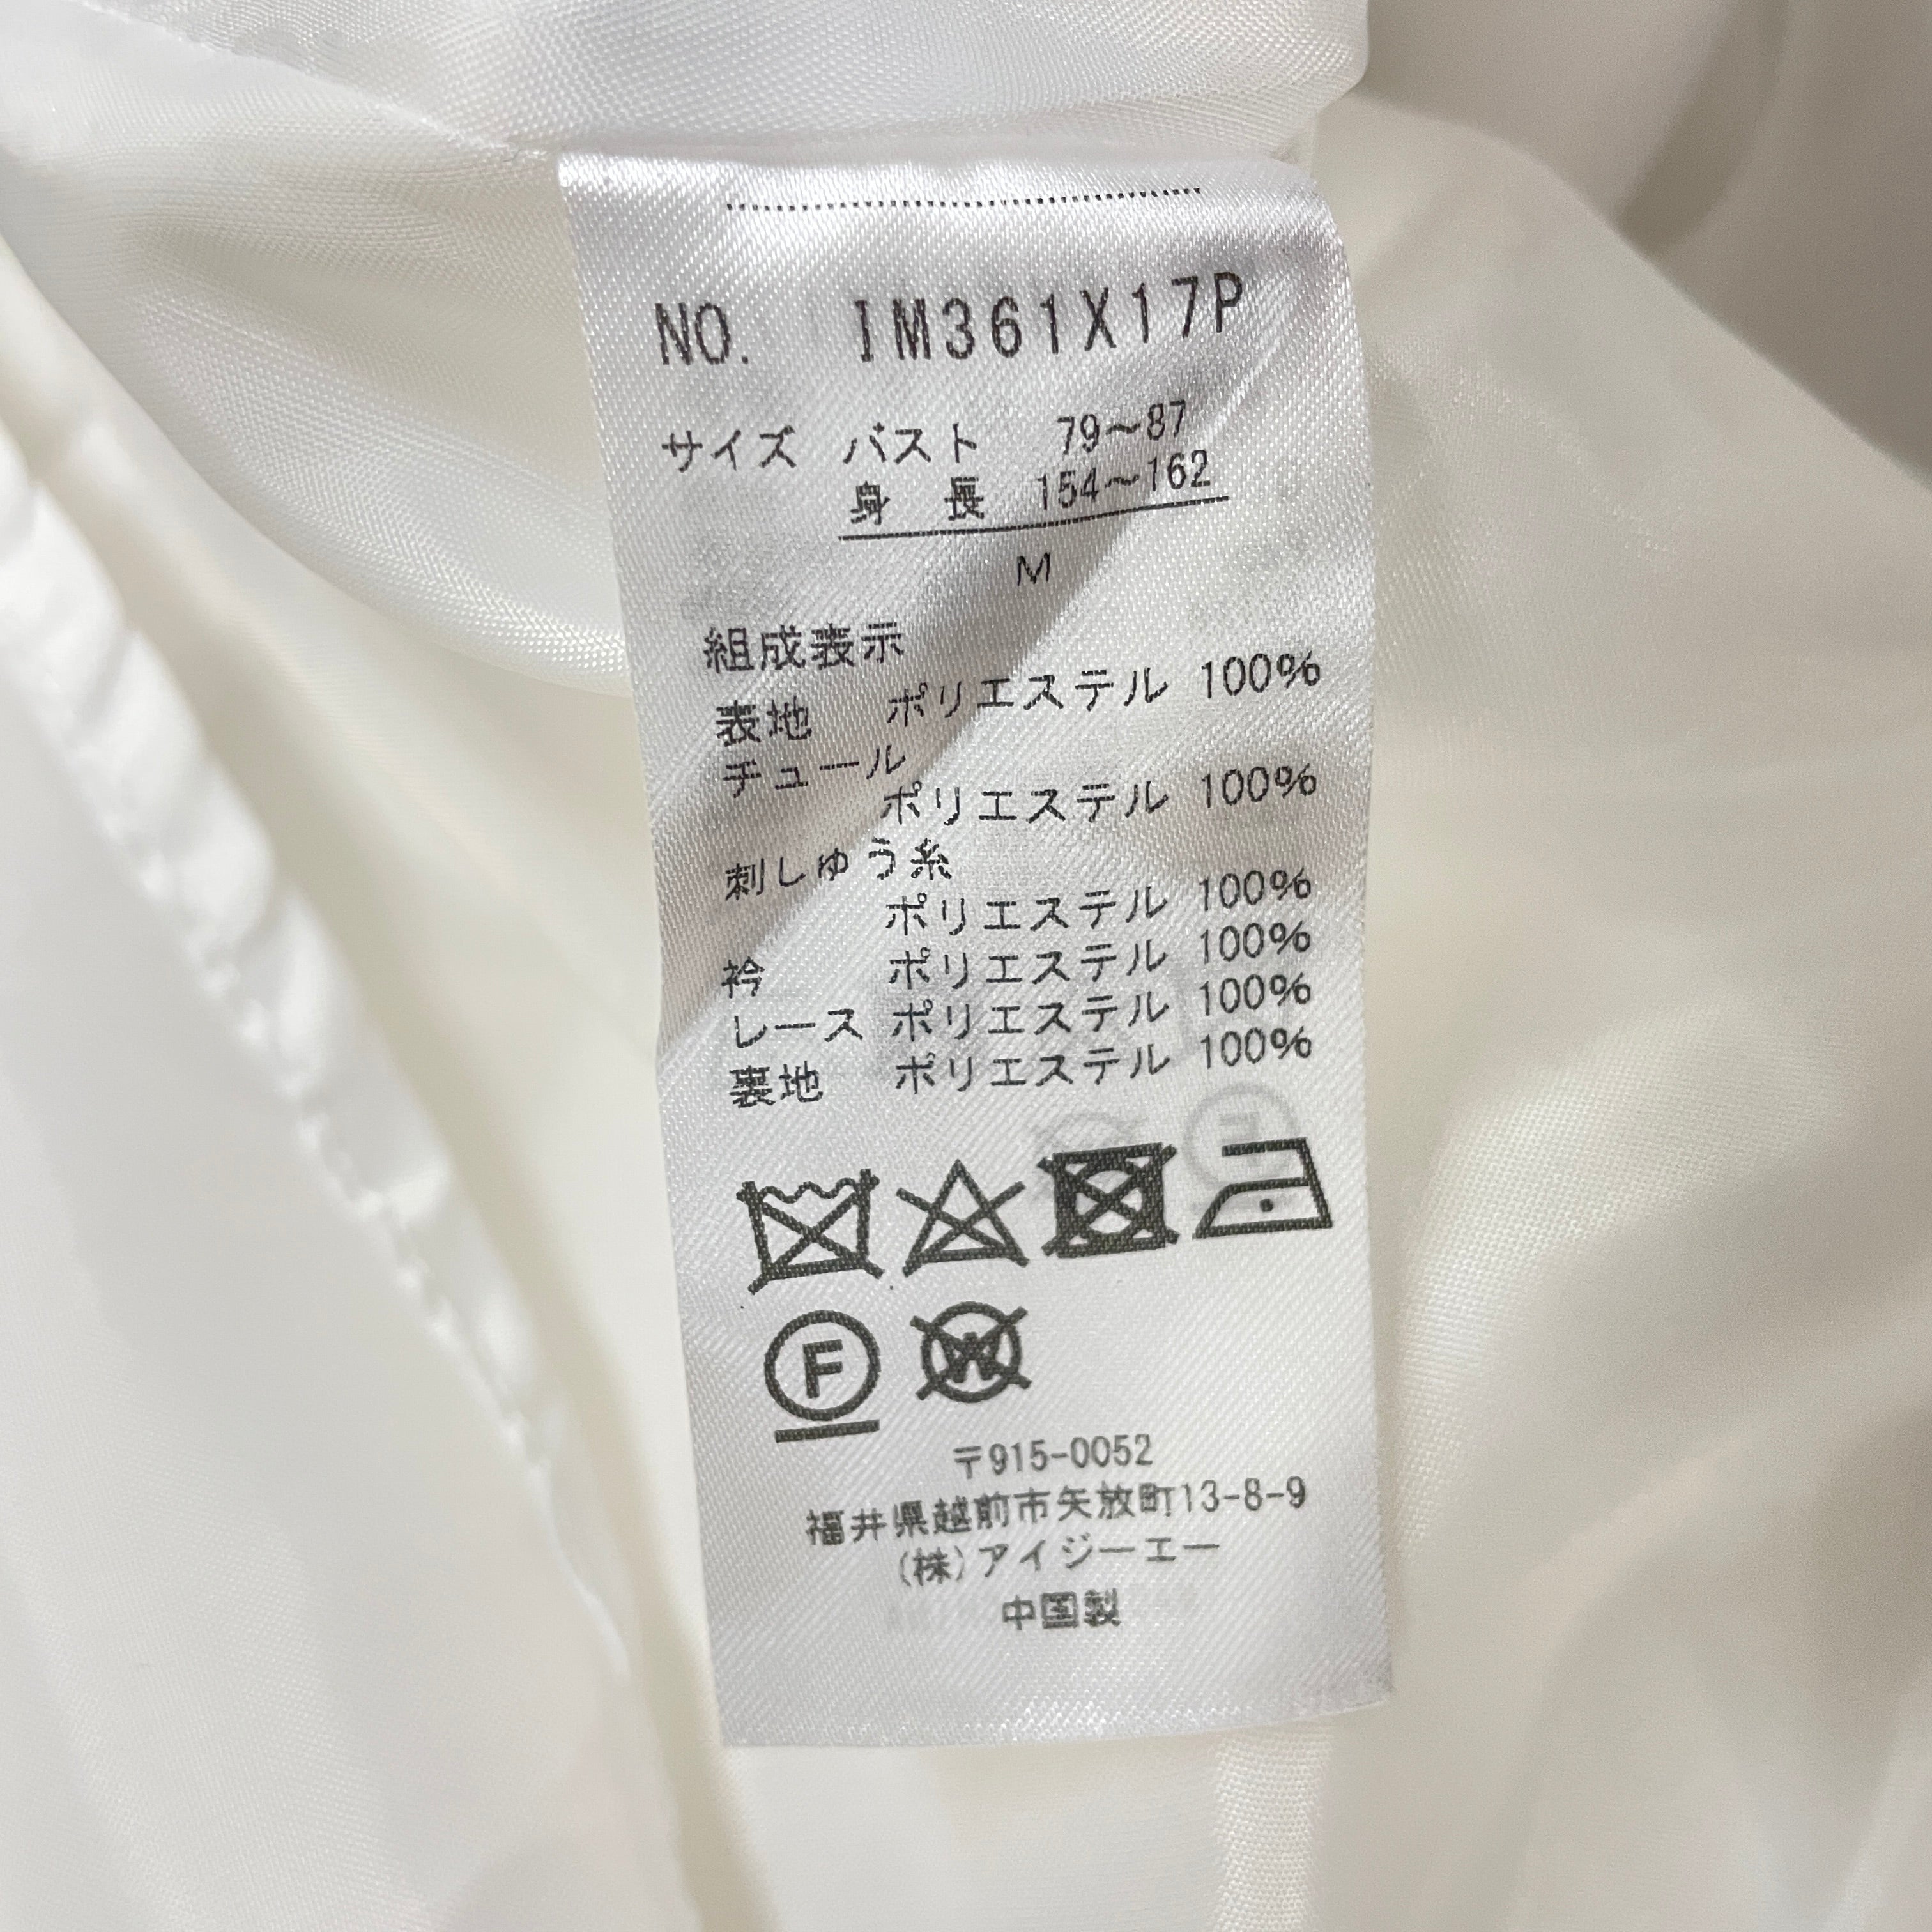 NO. IM361X17P
サイズ バスト 79～87
身 長 154～162
M
組成表示
表地 ポリエステル 100%
チュール
ポリエステル 100%
刺しゅう糸
ポリエステル 100%
衿 ポリエステル 100%
レース ポリエステル 100%
裏地 ポリエステル 100%
F W
〒915-0052
福井県越前市矢放町13-8-9
(株)アイジーエー
中国製